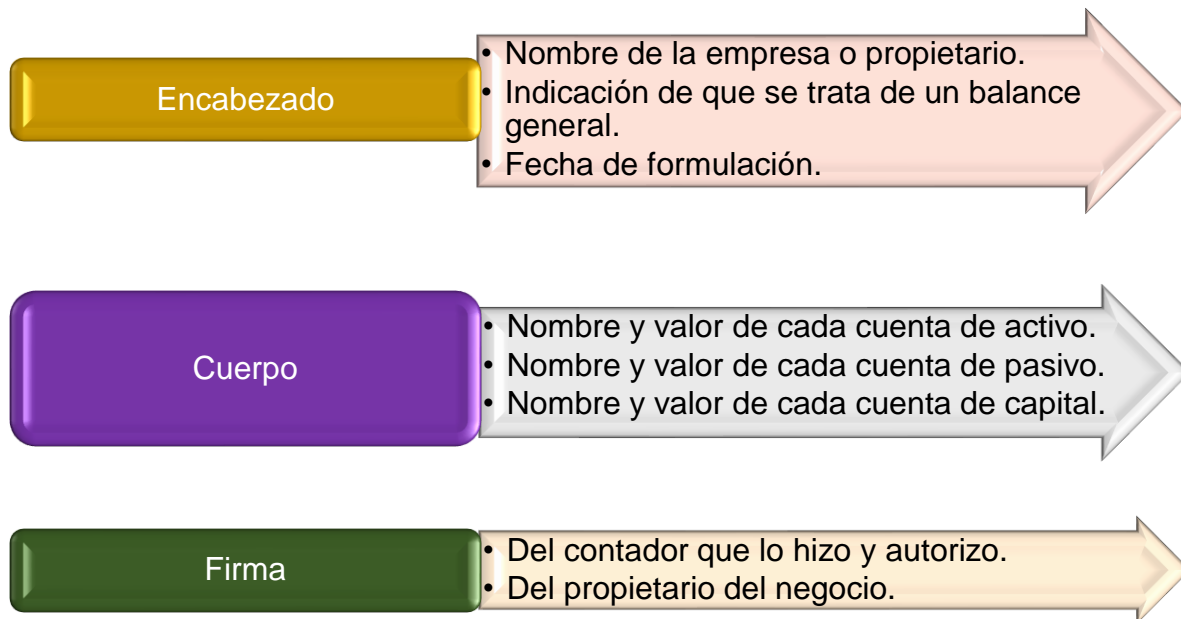 Encabezado
• Nombre de la empresa o propietario.
• Indicación de que se trata de un balance
general.
• Fecha de formulación.
Cuerpo
• Nombre y valor de cada cuenta de activo.
• Nombre y valor de cada cuenta de pasivo.
• Nombre y valor de cada cuenta de capital.
Firma
• Del contador que lo hizo y autorizo.
• Del propietario del negocio.